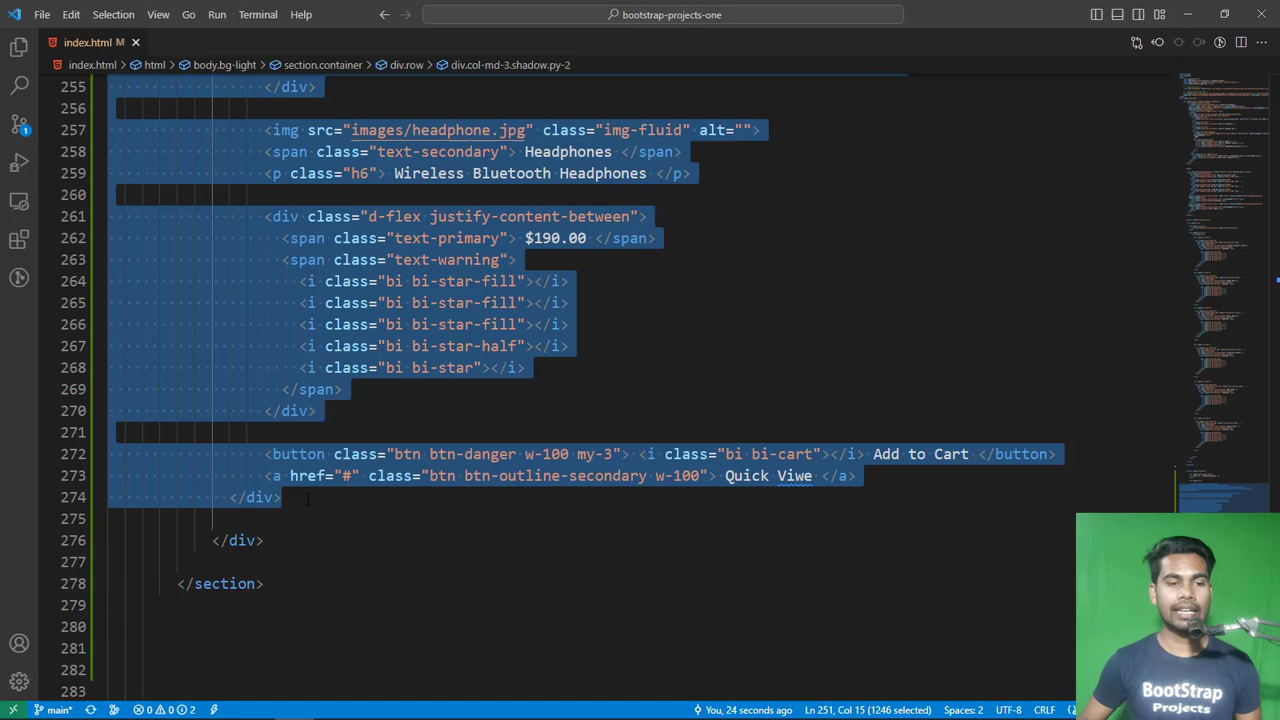 File Edit Selection View Go Run Terminal Help
bootstrap-projects-one
index.html M
index.html > html > body.bg-light > section.container > div.row > div.col-md-3.shadow.py-2
255 </div>
256
257 <img src="images/headphone.jpg" class="img-fluid" alt="">
258 <span class="text-secondary"> Headphones </span>
259 <p class="h6"> Wireless Bluetooth Headphones </p>
260
261 <div class="d-flex justify-content-between">
262 <span class="text-primary"> $190.00 </span>
263 <span class="text-warning">
264 <i class="bi bi-star-fill"></i>
265 <i class="bi bi-star-fill"></i>
266 <i class="bi bi-star-fill"></i>
267 <i class="bi bi-star-half"></i>
268 <i class="bi bi-star"></i>
269 </span>
270 </div>
271
272 <button class="btn btn-danger w-100 my-3"> <i class="bi bi-cart"></i> Add to Cart </button>
273 <a href="#" class="btn btn-outline-secondary w-100"> Quick Viwe </a>
274 </div>
275
276 </div>
277
278 </section>
279
280
281
282
283
1
BootStrap
Projects
main* 0 0 2 You, 24 seconds ago Ln 251, Col 15 (1246 selected) Spaces: 2 UTF-8 CRLF